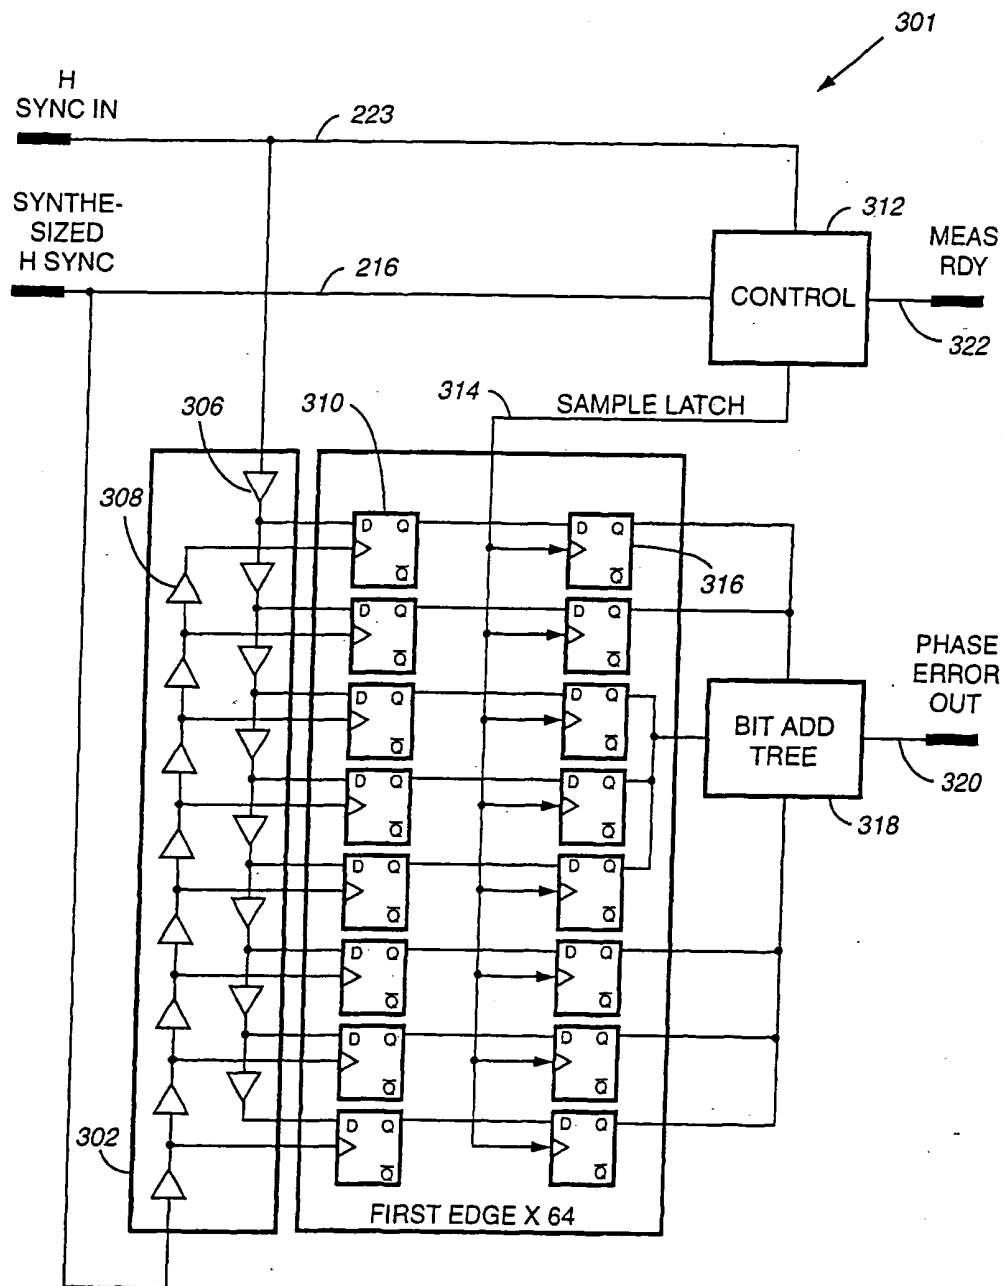 301
H
SYNC IN
223
SYNTHE-
SIZED
H SYNC
216
312
CONTROL
MEAS
RDY
322
306
310
314
SAMPLE LATCH
308
D Q
Q̅
D Q
Q̅
316
D Q
Q̅
D Q
Q̅
D Q
Q̅
D Q
Q̅
PHASE
ERROR
OUT
BIT ADD
TREE
320
318
D Q
Q̅
D Q
Q̅
D Q
Q̅
D Q
Q̅
D Q
Q̅
D Q
Q̅
D Q
Q̅
D Q
Q̅
302
D Q
Q̅
D Q
Q̅
FIRST EDGE X 64